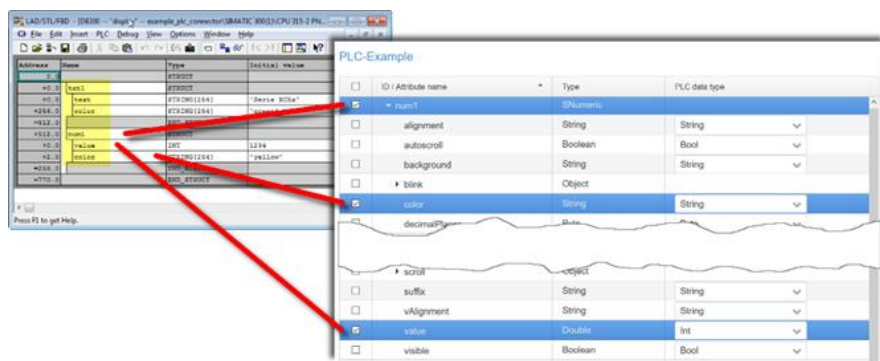 LAD/STL/FBD - [DB200 -- "display" -- example_plc_connector\SIMATIC 300(1)\CPU 315-2 PN...
File Edit Insert PLC Debug View Options Window Help
Address Name Type Initial value
0.0 STRUCT
+0.0 txt1 STRUCT
+0.0 text STRING[254]
+256.0 color STRING[254]
=512.0 END_STRUCT
+512.0 num1 STRUCT
+0.0 value INT 1234
+2.0 color STRING[254] "yellow"
=258.0 END_STRUCT
=770.0 END_STRUCT
Press F1 to get Help.
PLC-Example
ID / Attribute name Type PLC data type
num1 SNumeric
alignment String String
autoscroll Boolean Bool
background String String
blink Object
color String String
scroll Object
suffix String String
vAlignment String String
value Double Int
visible Boolean Bool